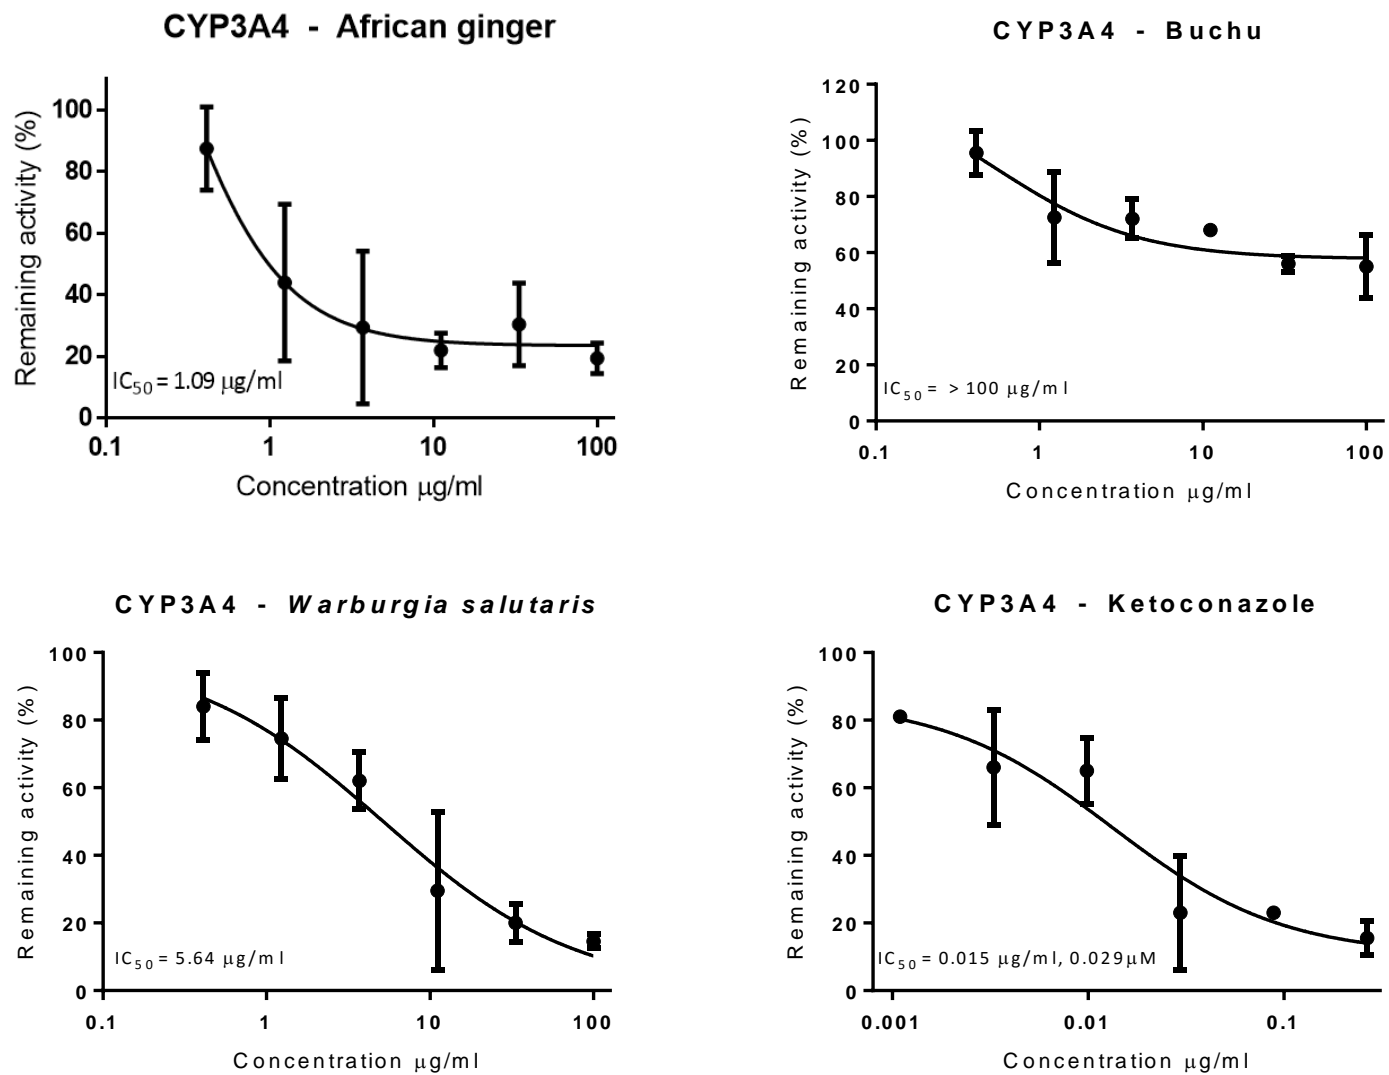 CYP3A4 - African ginger
Remaining activity (%)
100
80
60
40
20
0
IC50 = 1.09 μg/ml
0.1 1 10 100
Concentration μg/ml
CYP3A4 - Buchu
Remaining activity (%)
120
100
80
60
40
20
0
IC50 = > 100 μg/ml
0.1 1 10 100
Concentration μg/ml
CYP3A4 - Warburgia salutaris
Remaining activity (%)
100
80
60
40
20
0
IC50 = 5.64 μg/ml
0.1 1 10 100
Concentration μg/ml
CYP3A4 - Ketoconazole
Remaining activity (%)
100
80
60
40
20
0
IC50 = 0.015 μg/ml, 0.029μM
0.001 0.01 0.1
Concentration μg/ml